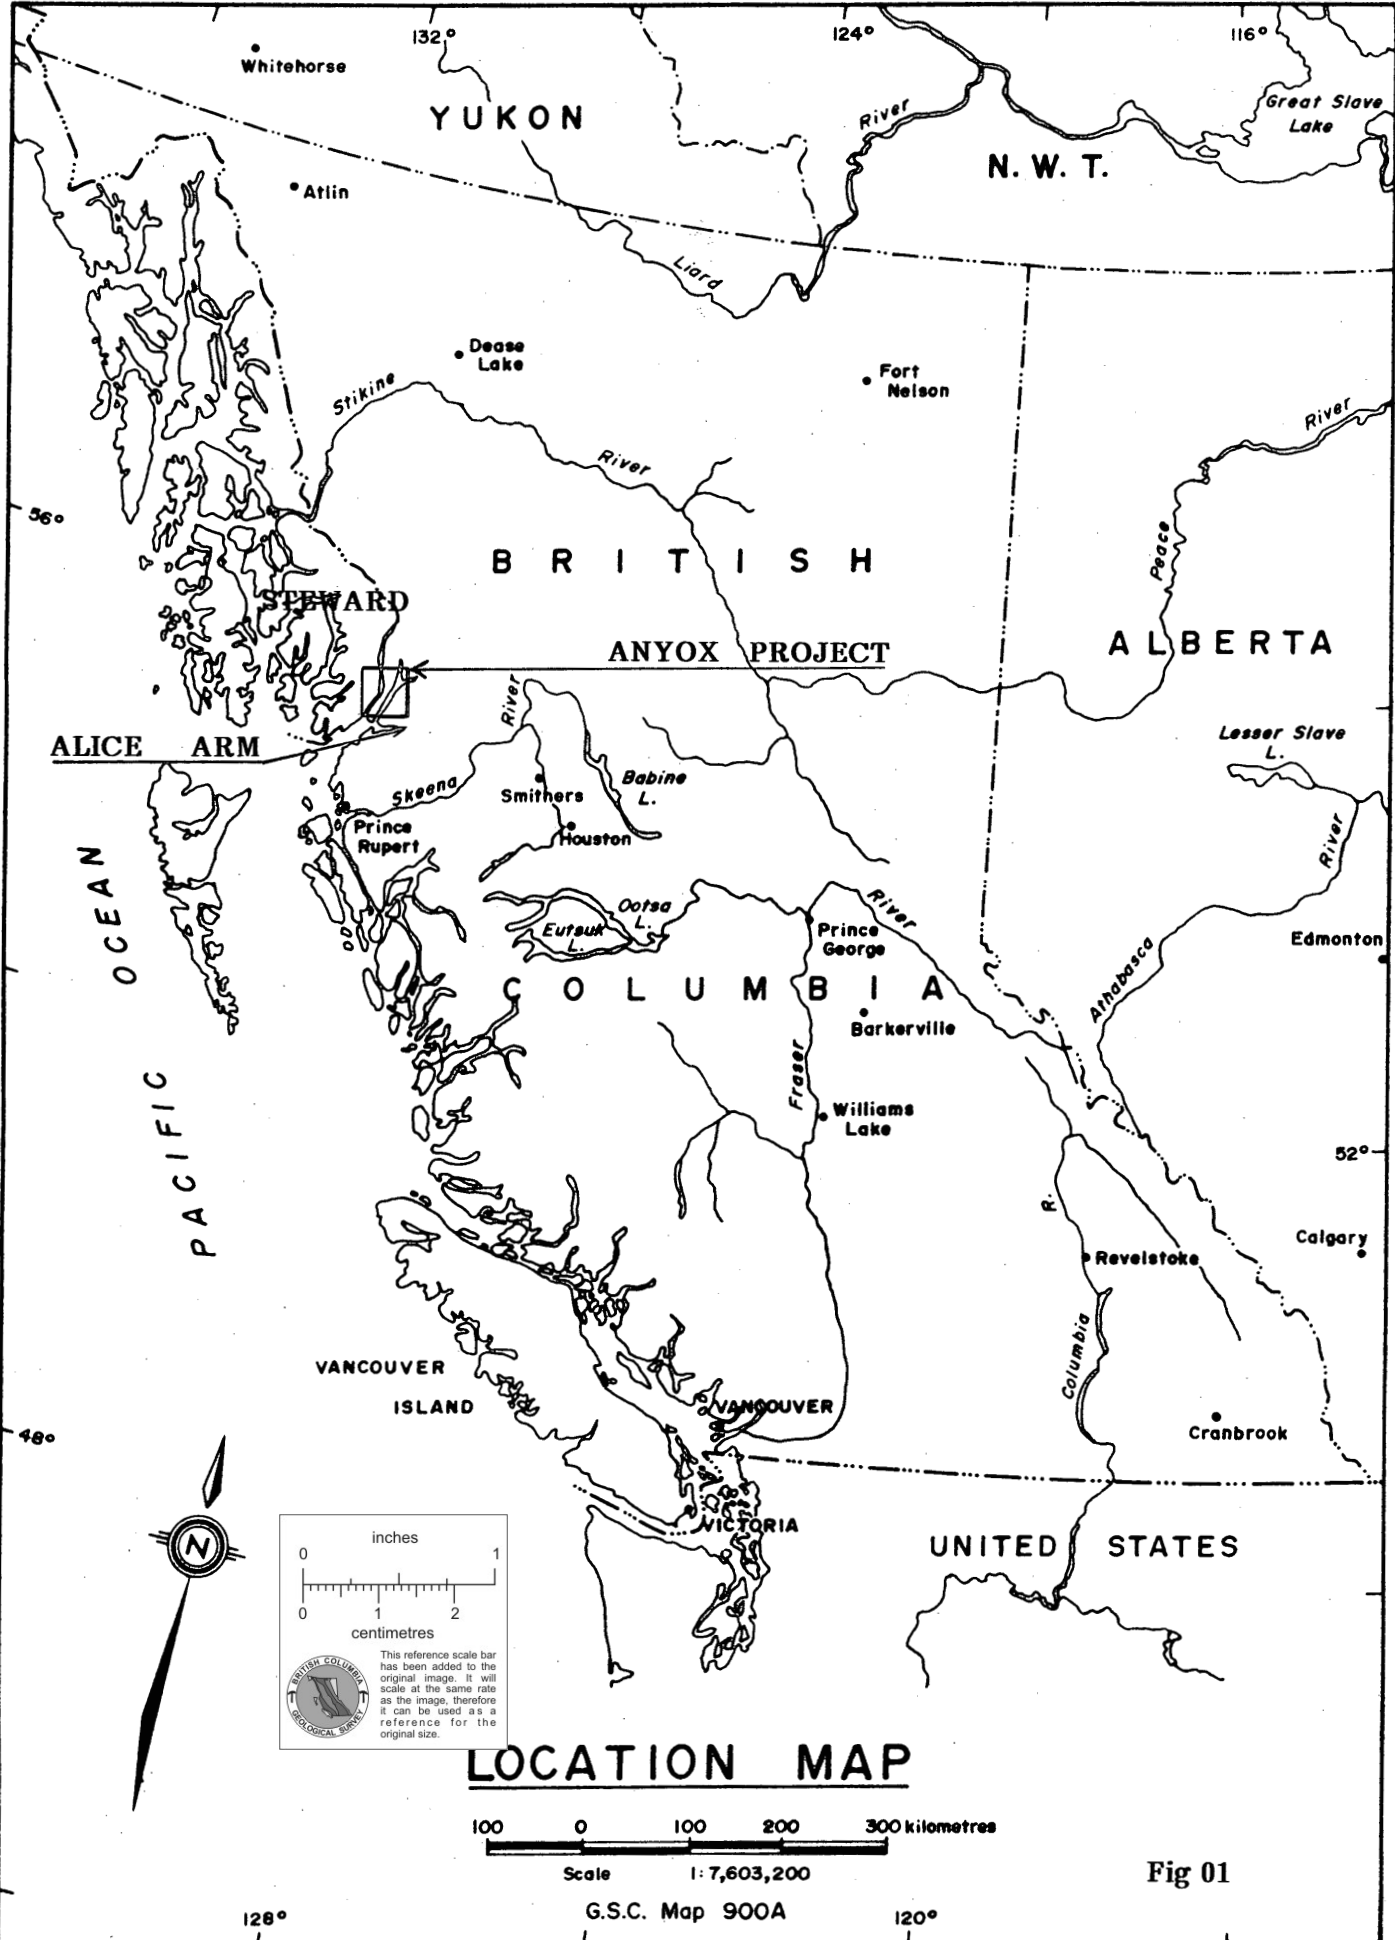 132°
124°
116°
Whitehorse
YUKON
River
Great Slave
Lake
N.W.T.
Atlin
Liard
Dease
Lake
Fort
Nelson
Stikine
River
River
56°
Peace
BRITISH
STEWARD
ALBERTA
ANYOX PROJECT
River
Lesser Slave
L.
ALICE ARM
Skeena
Babine
L.
Smithers
Prince
Rupert
Houston
River
OCEAN
River
Ootsa
L.
Eutsuk
L.
Prince
George
Edmonton
Athabasca
COLUMBIA
Barkerville
Fraser
PACIFIC
Williams
Lake
52°
R.
Calgary
Revelstoke
Columbia
VANCOUVER
ISLAND
VANCOUVER
48°
Cranbrook
N
VICTORIA
UNITED STATES
inches
0 1
0 1 2
centimetres
BRITISH COLUMBIA
GEOLOGICAL SURVEY
This reference scale bar
has been added to the
original image. It will
scale at the same rate
as the image, therefore
it can be used as a
reference for the
original size.
LOCATION MAP
100 0 100 200 300 kilometres
Scale 1:7,603,200
Fig 01
G.S.C. Map 900A
128°
120°